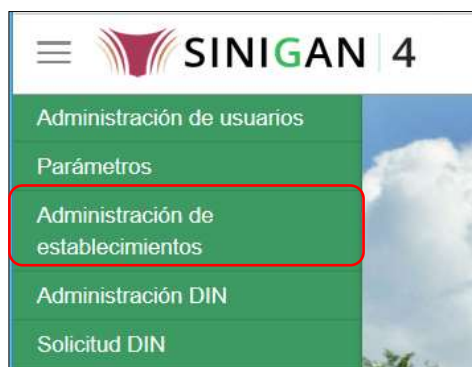 SINIGAN 4
Administración de usuarios
Parámetros
Administración de
establecimientos
Administración DIN
Solicitud DIN